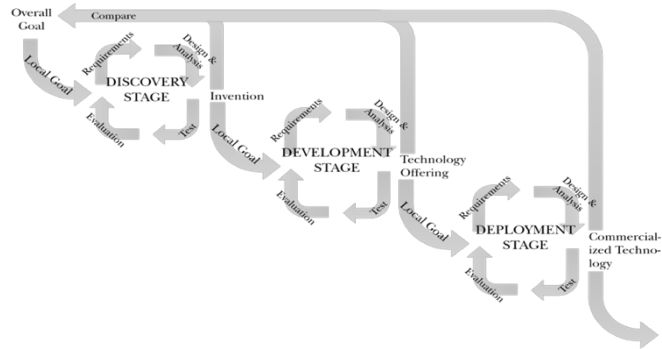 Overall
Goal
Compare
Local Goal
Requirements
Design &
Analysis
DISCOVERY
STAGE
Evaluation
Test
Invention
Local Goal
Requirements
Design &
Analysis
DEVELOPMENT
STAGE
Evaluation
Test
Technology
Offering
Local Goal
Requirements
Design &
Analysis
DEPLOYMENT
STAGE
Evaluation
Test
Commercial-
ized Techno-
logy